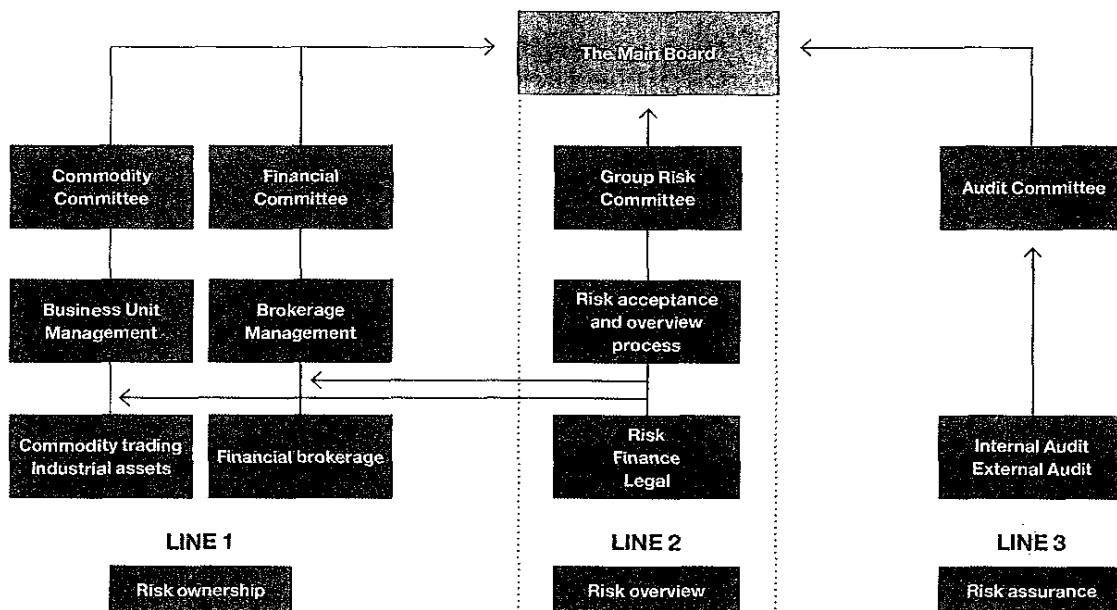 The Main Board
Commodity
Committee
Financial
Committee
Group Risk
Committee
Audit Committee
Business Unit
Management
Brokerage
Management
Risk acceptance
and overview
process
Commodity trading
Industrial assets
Financial brokerage
Risk
Finance
Legal
Internal Audit
External Audit
LINE 1
LINE 2
LINE 3
Risk ownership
Risk overview
Risk assurance